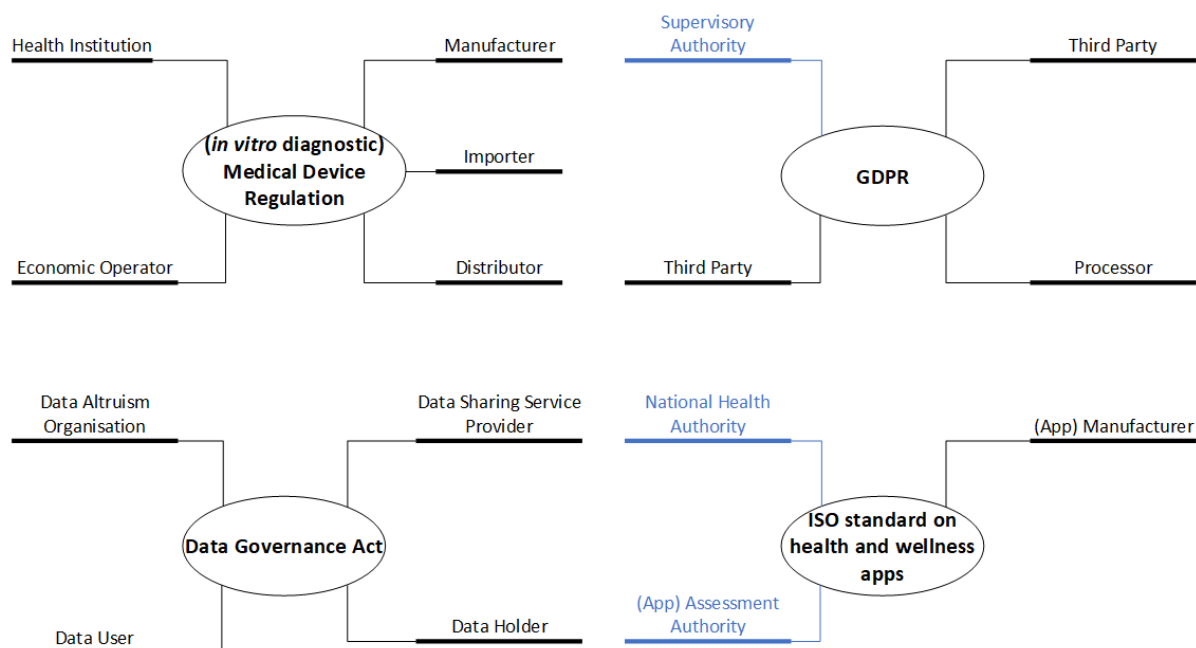 Health Institution
Manufacturer
(in vitro diagnostic)
Medical Device
Regulation
Importer
Economic Operator
Distributor
Supervisory
Authority
Third Party
GDPR
Third Party
Processor
Data Altruism
Organisation
Data Sharing Service
Provider
Data Governance Act
Data User
Data Holder
National Health
Authority
(App) Manufacturer
ISO standard on
health and wellness
apps
(App) Assessment
Authority